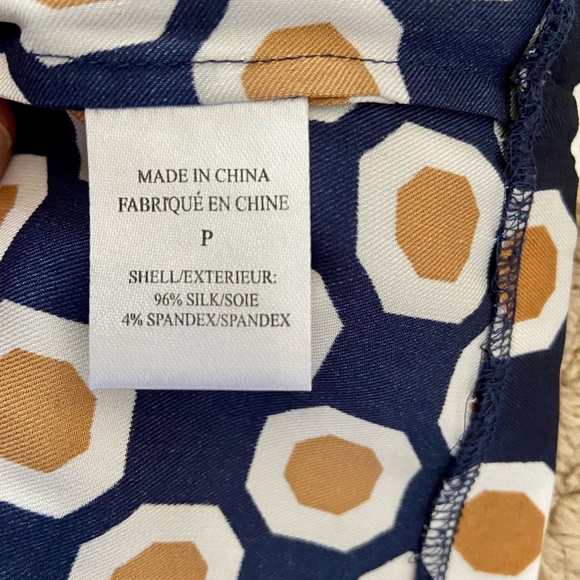 MADE IN CHINA
FABRIQUÉ EN CHINE
P
SHELL/EXTERIEUR:
96% SILK/SOIE
4% SPANDEX/SPANDEX